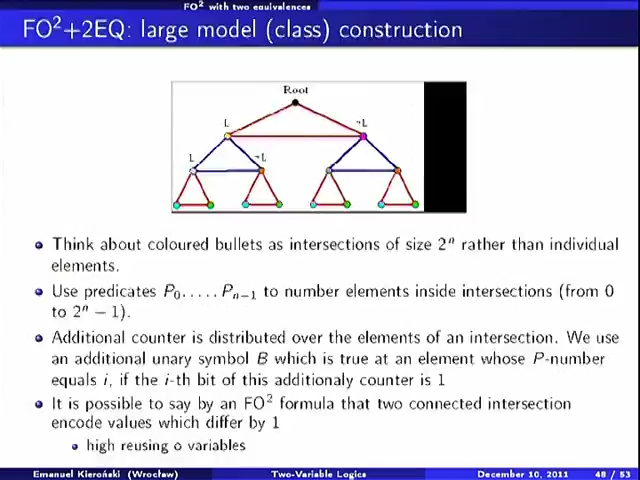 FO² with two equivalences
FO²+2EQ: large model (class) construction
Root
L ¬L
L ¬L
Think about coloured bullets as intersections of size 2ⁿ rather than individual
elements.
Use predicates P₀, . . . , Pₙ₋₁ to number elements inside intersections (from 0
to 2ⁿ − 1).
Additional counter is distributed over the elements of an intersection. We use
an additional unary symbol B which is true at an element whose P-number
equals i, if the i-th bit of this additionaly counter is 1
It is possible to say by an FO² formula that two connected intersection
encode values which differ by 1
high reusing o variables
Emanuel Kieroński (Wrocław) Two-Variable Logics December 10, 2011 48 / 53